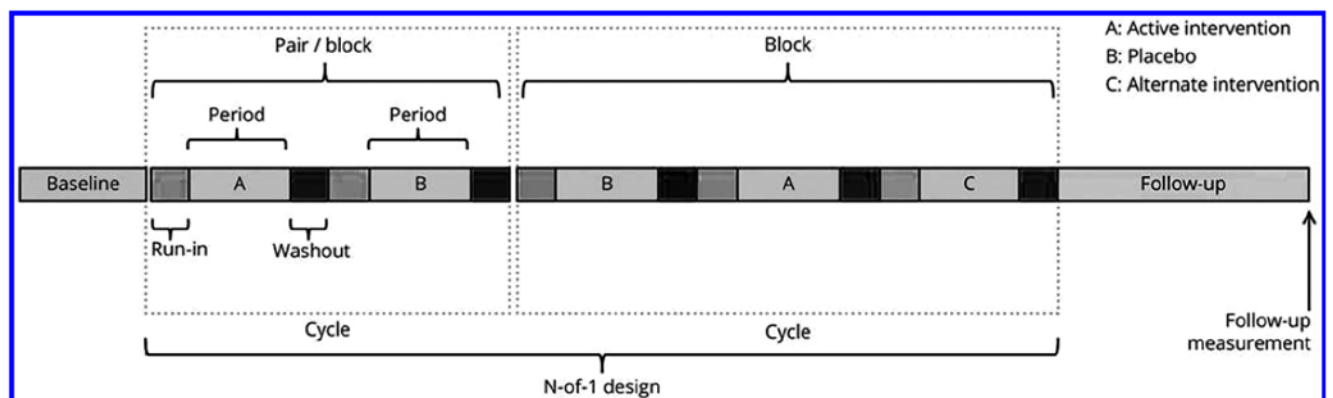 A: Active intervention
B: Placebo
C: Alternate intervention
Pair / block
Block
Period
Period
Baseline
A
B
B
A
C
Follow-up
Run-in
Washout
Follow-up
measurement
Cycle
Cycle
N-of-1 design